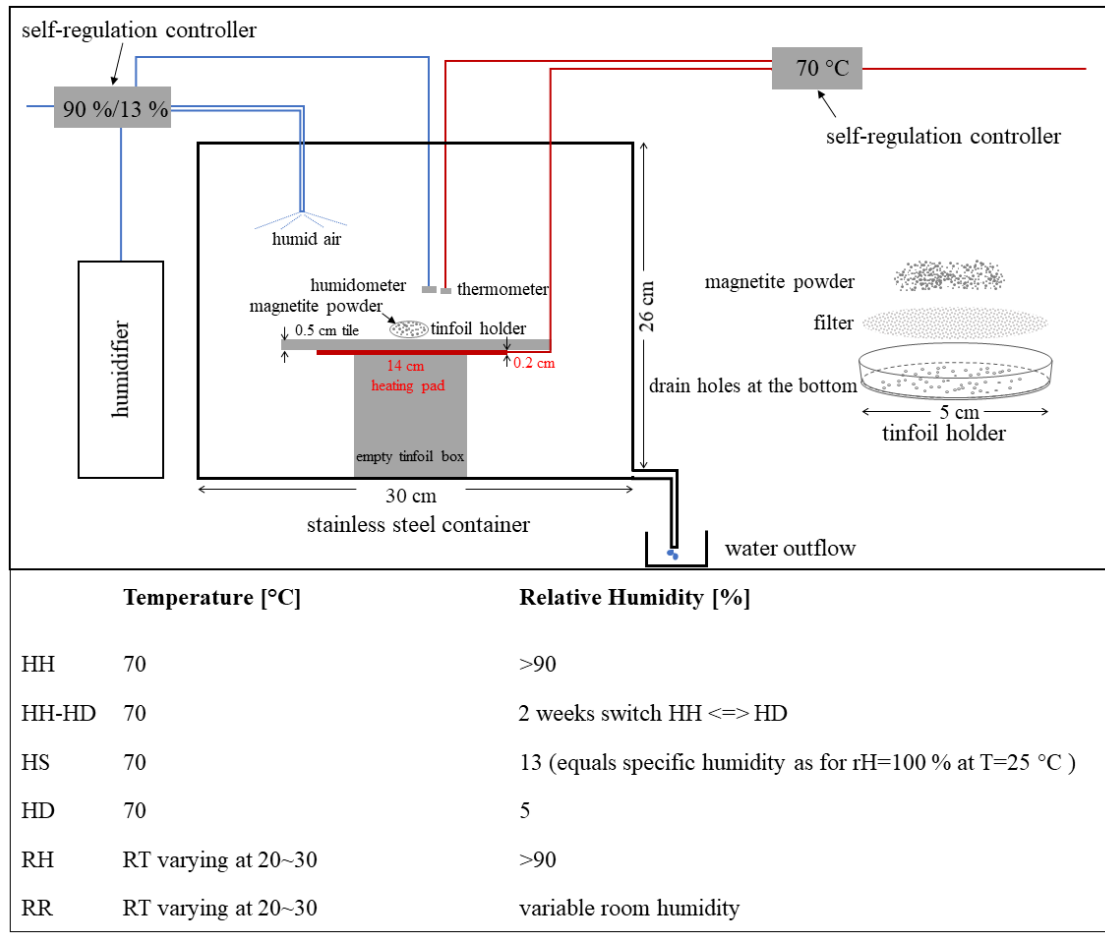 self-regulation controller
90 %/13 %
70 °C
self-regulation controller
humid air
humidometer
thermometer
magnetite powder
tinfoil holder
0.5 cm tile
14 cm
0.2 cm
heating pad
empty tinfoil box
humidifier
26 cm
30 cm
stainless steel container
water outflow
magnetite powder
filter
drain holes at the bottom
5 cm
tinfoil holder
Temperature [°C] Relative Humidity [%]
HH 70 >90
HH-HD 70 2 weeks switch HH <=> HD
HS 70 13 (equals specific humidity as for rH=100 % at T=25 °C )
HD 70 5
RH RT varying at 20~30 >90
RR RT varying at 20~30 variable room humidity